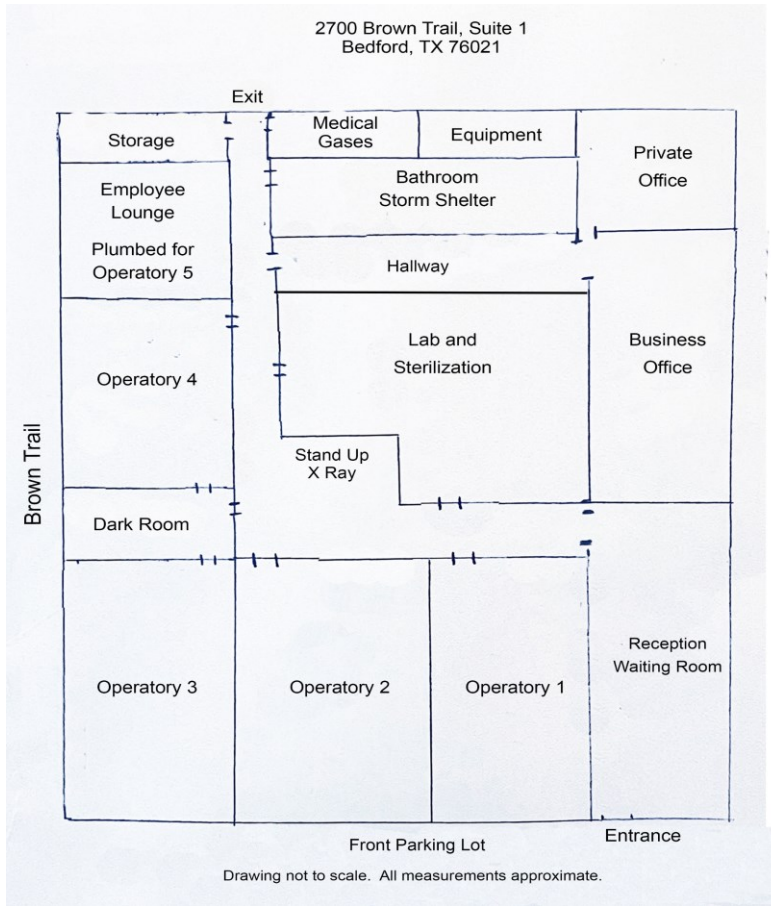 2700 Brown Trail, Suite 1
Bedford, TX 76021
Exit
Storage
Medical
Gases
Equipment
Private
Office
Employee
Lounge
Bathroom
Storm Shelter
Plumbed for
Operatory 5
Hallway
Lab and
Sterilization
Business
Office
Operatory 4
Brown Trail
Stand Up
X Ray
Dark Room
Reception
Waiting Room
Operatory 3
Operatory 2
Operatory 1
Entrance
Front Parking Lot
Drawing not to scale. All measurements approximate.